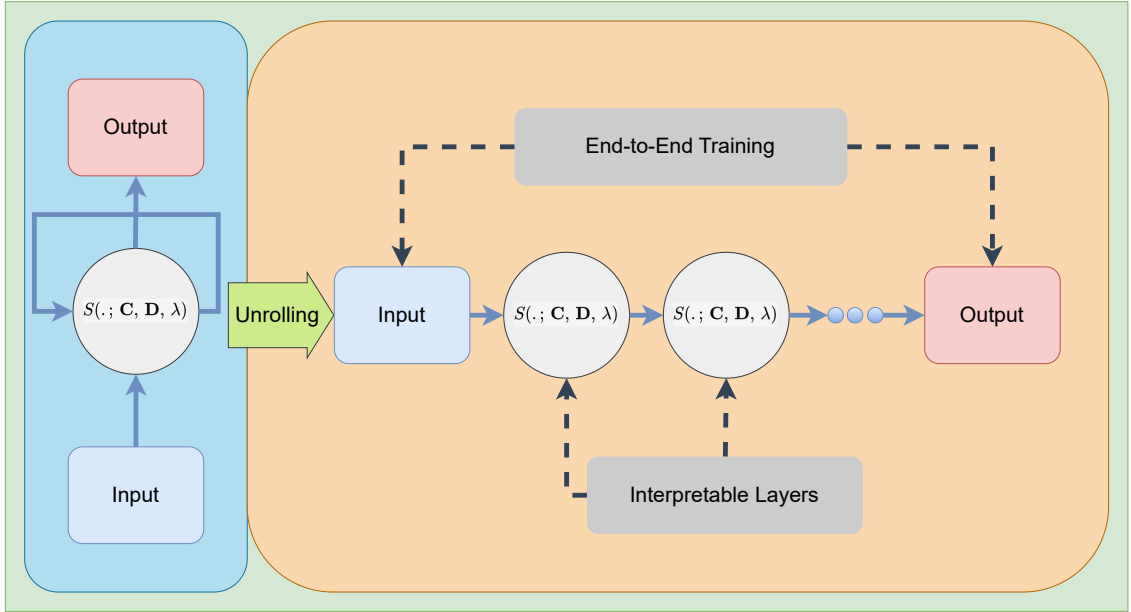 Output
S(. ; C, D, λ)
Input
Unrolling
End-to-End Training
Input
S(. ; C, D, λ)
S(. ; C, D, λ)
Output
Interpretable Layers